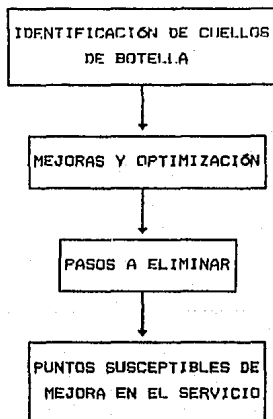 IDENTIFICACIÓN DE CUELLOS
DE BOTELLA
MEJORAS Y OPTIMIZACIÓN
PASOS A ELIMINAR
PUNTOS SUSCEPTIBLES DE
MEJORA EN EL SERVICIO